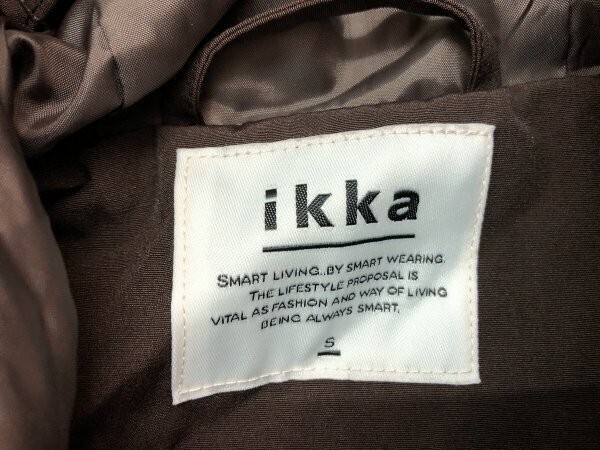 ikka
SMART LIVING...BY SMART WEARING.
THE LIFESTYLE PROPOSAL IS
VITAL AS FASHION AND WAY OF LIVING
BEING ALWAYS SMART.
S